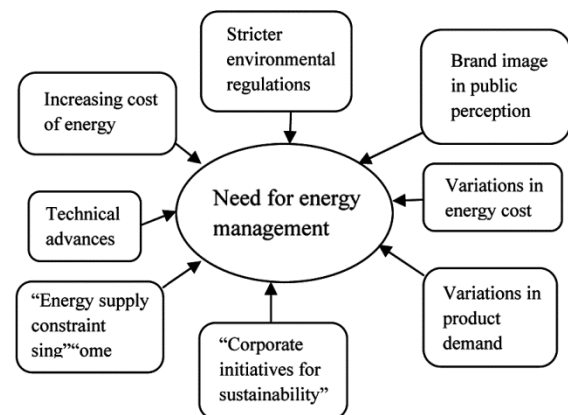 Stricter
environmental
regulations
Brand image
in public
perception
Increasing cost
of energy
Need for energy
management
Variations in
energy cost
Technical
advances
“Energy supply
constraint
sing”“ome
“Corporate
initiatives for
sustainability”
Variations in
product
demand